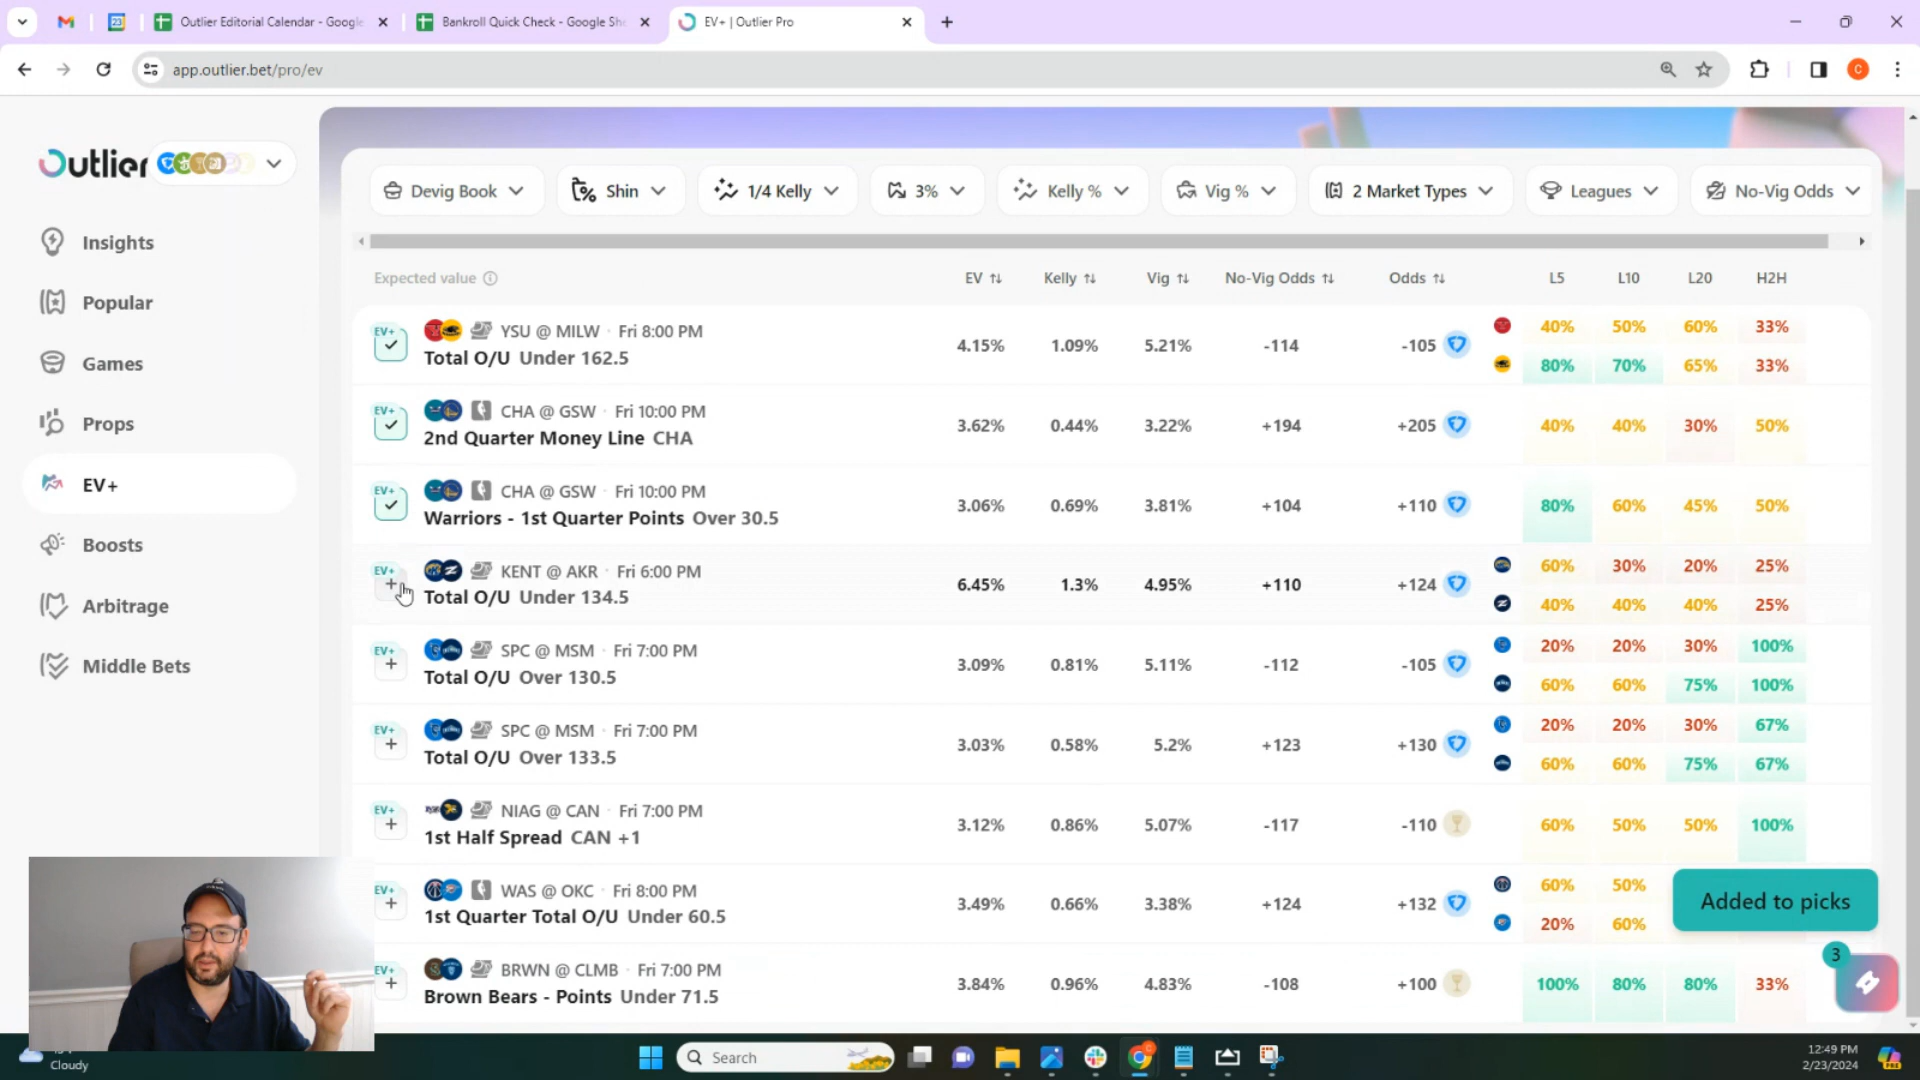 Outlier Editorial Calendar - Google
Bankroll Quick Check - Google She
EV+ | Outlier Pro
app.outlier.bet/pro/ev
Outlier
Insights
Popular
Games
Props
EV+
Boosts
Arbitrage
Middle Bets
Devig Book
Shin
1/4 Kelly
3%
Kelly %
Vig %
2 Market Types
Leagues
No-Vig Odds
Expected value EV Kelly Vig No-Vig Odds Odds L5 L10 L20 H2H
EV+ YSU @ MILW · Fri 8:00 PM
Total O/U Under 162.5
4.15% 1.09% 5.21% -114 -105
40% 50% 60% 33%
80% 70% 65% 33%
EV+ CHA @ GSW · Fri 10:00 PM
2nd Quarter Money Line CHA
3.62% 0.44% 3.22% +194 +205 40% 40% 30% 50%
EV+ CHA @ GSW · Fri 10:00 PM
Warriors - 1st Quarter Points Over 30.5
3.06% 0.69% 3.81% +104 +110 80% 60% 45% 50%
EV+ KENT @ AKR · Fri 6:00 PM
Total O/U Under 134.5
6.45% 1.3% 4.95% +110 +124
60% 30% 20% 25%
40% 40% 40% 25%
EV+ SPC @ MSM · Fri 7:00 PM
Total O/U Over 130.5
3.09% 0.81% 5.11% -112 -105
20% 20% 30% 100%
60% 60% 75% 100%
EV+ SPC @ MSM · Fri 7:00 PM
Total O/U Over 133.5
3.03% 0.58% 5.2% +123 +130
20% 20% 30% 67%
60% 60% 75% 67%
EV+ NIAG @ CAN · Fri 7:00 PM
1st Half Spread CAN +1
3.12% 0.86% 5.07% -117 -110 60% 50% 50% 100%
EV+ WAS @ OKC · Fri 8:00 PM
1st Quarter Total O/U Under 60.5
3.49% 0.66% 3.38% +124 +132
60% 50%
20% 60%
Added to picks
3
EV+ BRWN @ CLMB · Fri 7:00 PM
Brown Bears - Points Under 71.5
3.84% 0.96% 4.83% -108 +100 100% 80% 80% 33%
Cloudy
Search
12:49 PM
2/23/2024